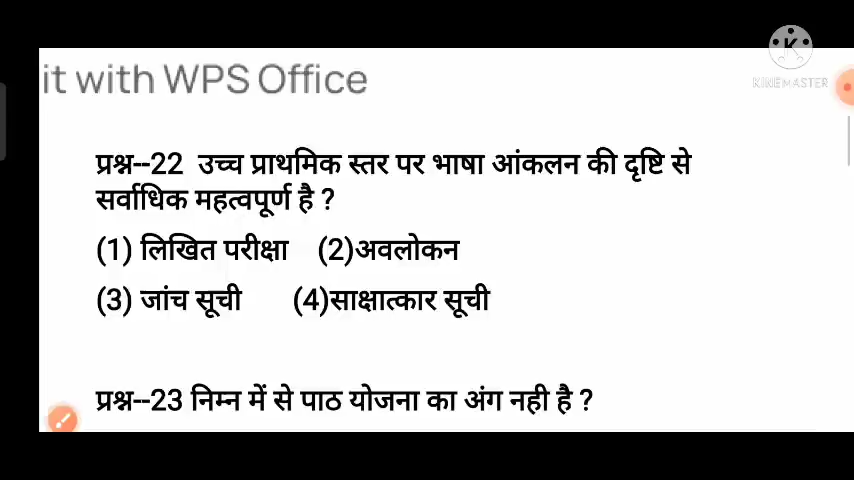 it with WPS Office
KINEMASTER
प्रश्न--22 उच्च प्राथमिक स्तर पर भाषा आंकलन की दृष्टि से
सर्वाधिक महत्वपूर्ण है ?
(1) लिखित परीक्षा (2)अवलोकन
(3) जांच सूची (4)साक्षात्कार सूची
प्रश्न--23 निम्न में से पाठ योजना का अंग नही है ?